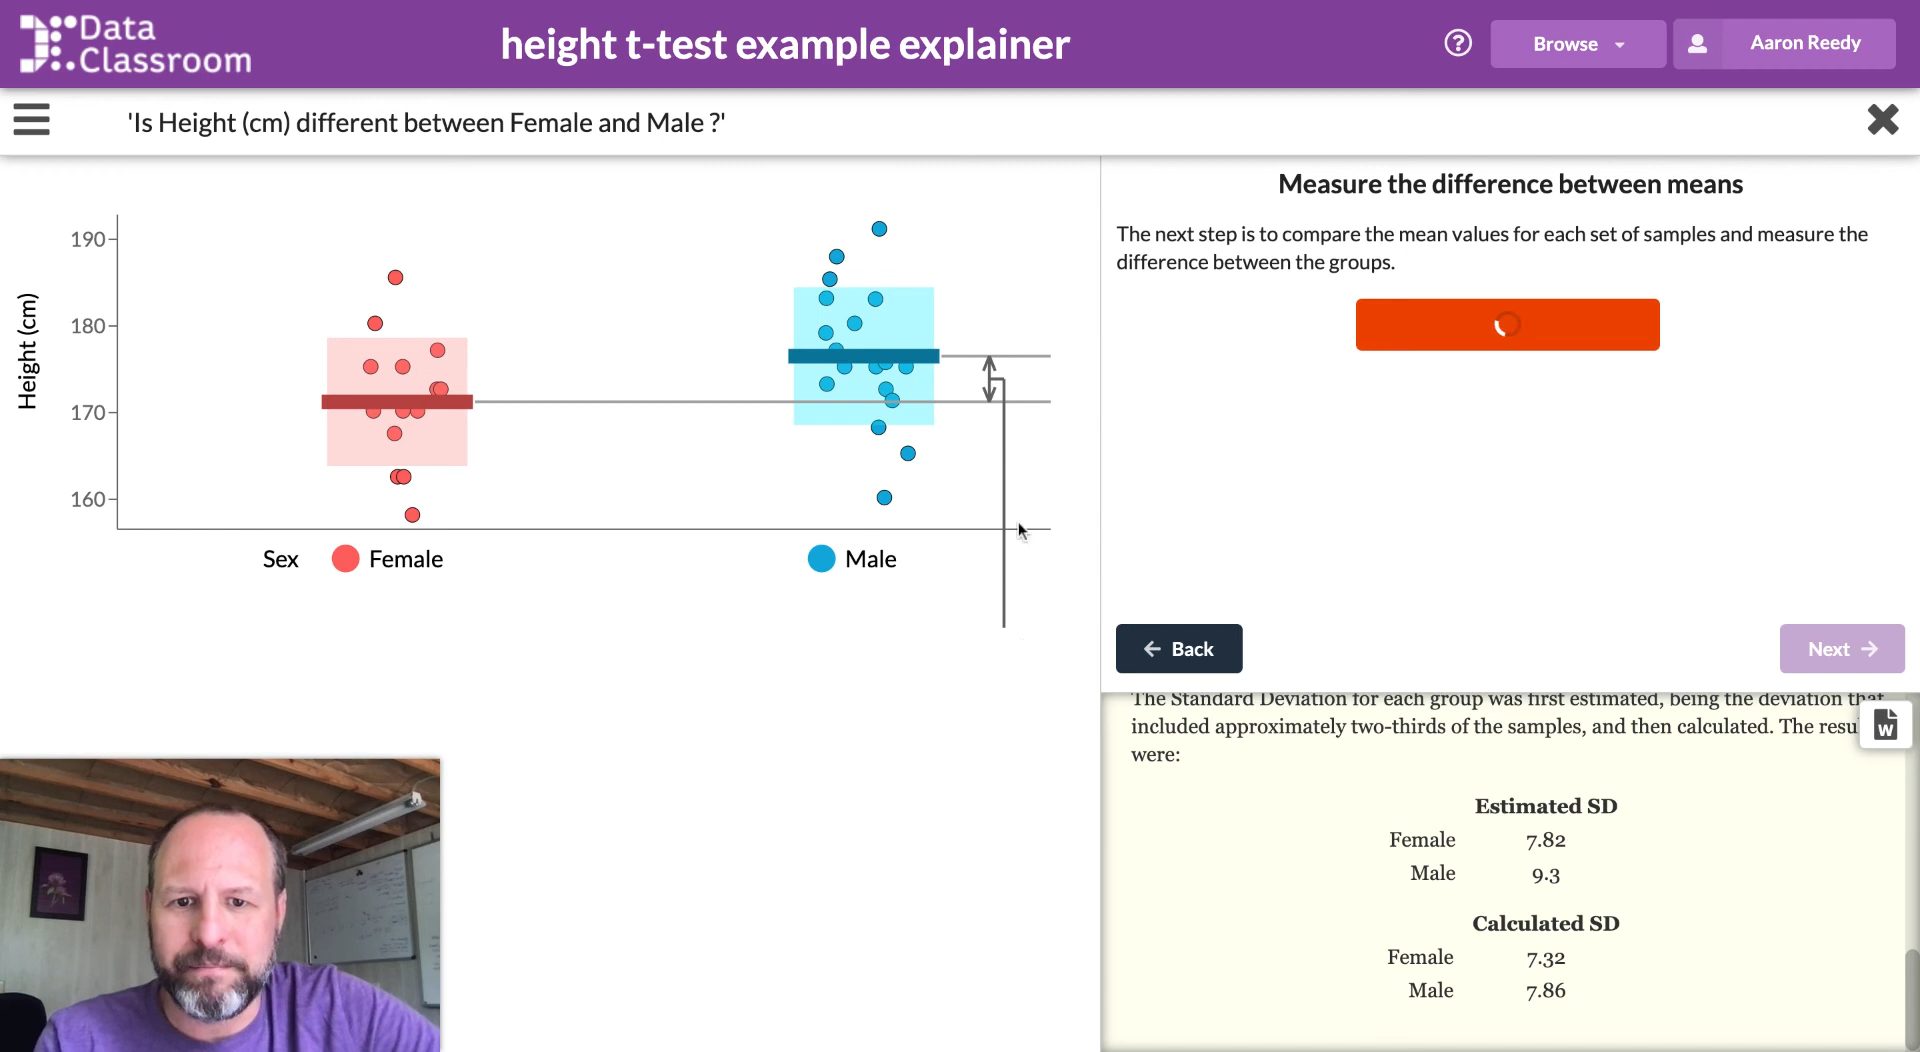 Data
Classroom
height t-test example explainer
?
Browse
Aaron Reedy
'Is Height (cm) different between Female and Male ?'
Height (cm)
190
180
170
160
Sex
Female
Male
Measure the difference between means
The next step is to compare the mean values for each set of samples and measure the
difference between the groups.
Back
Next
The Standard Deviation for each group was first estimated, being the deviation that
included approximately two-thirds of the samples, and then calculated. The resu
were:
W
Estimated SD
Female 7.82
Male 9.3
Calculated SD
Female 7.32
Male 7.86